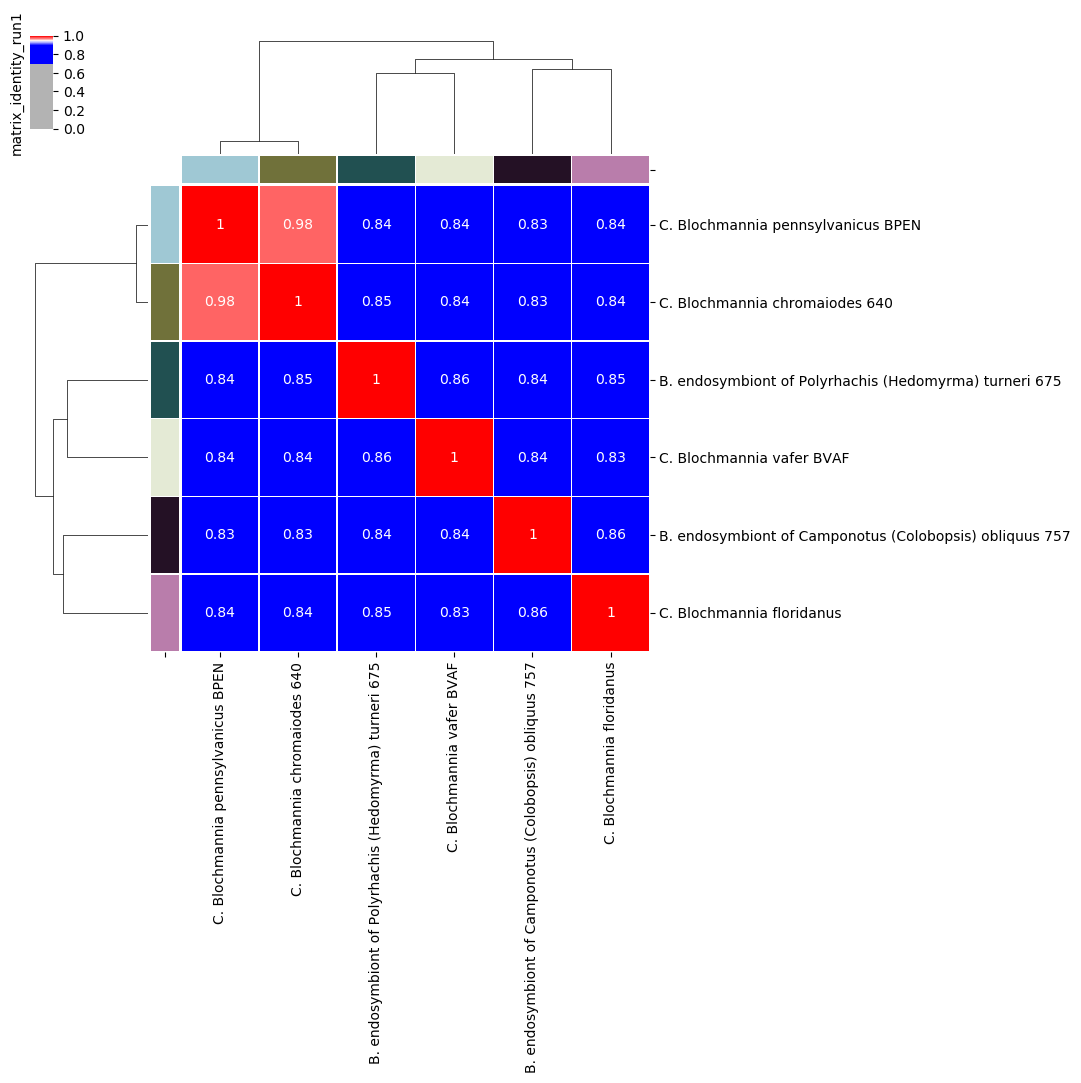 matrix_identity_run1
1.0
0.8
0.6
0.4
0.2
0.0
1 0.98 0.84 0.84 0.83 0.84 C. Blochmannia pennsylvanicus BPEN
0.98 1 0.85 0.84 0.83 0.84 C. Blochmannia chromaiodes 640
0.84 0.85 1 0.86 0.84 0.85 B. endosymbiont of Polyrhachis (Hedomyrma) turneri 675
0.84 0.84 0.86 1 0.84 0.83 C. Blochmannia vafer BVAF
0.83 0.83 0.84 0.84 1 0.86 B. endosymbiont of Camponotus (Colobopsis) obliquus 757
0.84 0.84 0.85 0.83 0.86 1 C. Blochmannia floridanus
C. Blochmannia pennsylvanicus BPEN
C. Blochmannia chromaiodes 640
B. endosymbiont of Polyrhachis (Hedomyrma) turneri 675
C. Blochmannia vafer BVAF
B. endosymbiont of Camponotus (Colobopsis) obliquus 757
C. Blochmannia floridanus